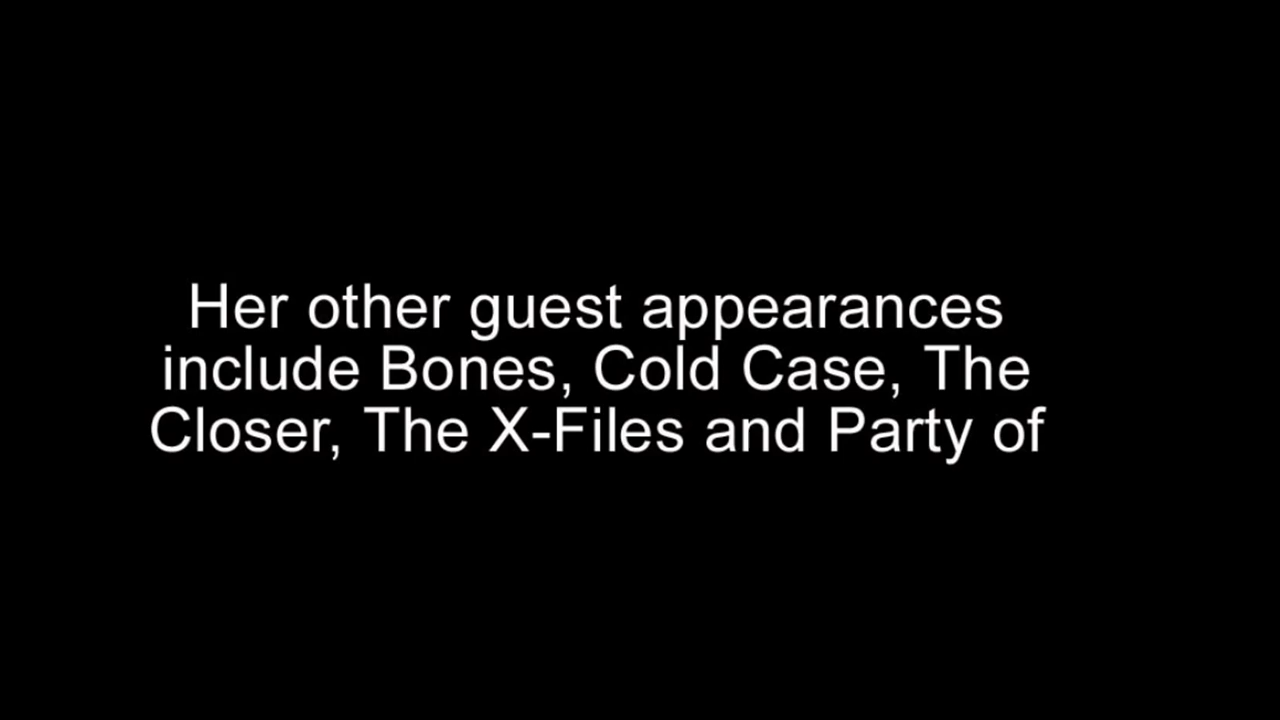 Her other guest appearances
include Bones, Cold Case, The
Closer, The X-Files and Party of